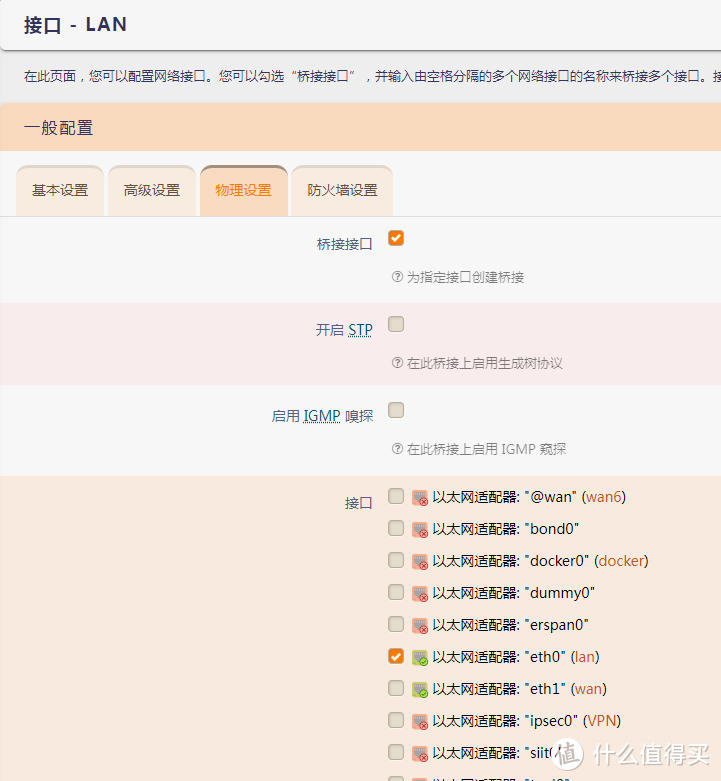 接口 - LAN
在此页面，您可以配置网络接口。您可以勾选“桥接接口”，并输入由空格分隔的多个网络接口的名称来桥接多个接口。接
一般配置
基本设置 高级设置 物理设置 防火墙设置
桥接接口
为指定接口创建桥接
开启 STP
在此桥接上启用生成树协议
启用 IGMP 嗅探
在此桥接上启用 IGMP 窥探
接口 以太网适配器: "@wan" (wan6)
以太网适配器: "bond0"
以太网适配器: "docker0" (docker)
以太网适配器: "dummy0"
以太网适配器: "erspan0"
以太网适配器: "eth0" (lan)
以太网适配器: "eth1" (wan)
以太网适配器: "ipsec0" (VPN)
以太网适配器:
值 什么值得买